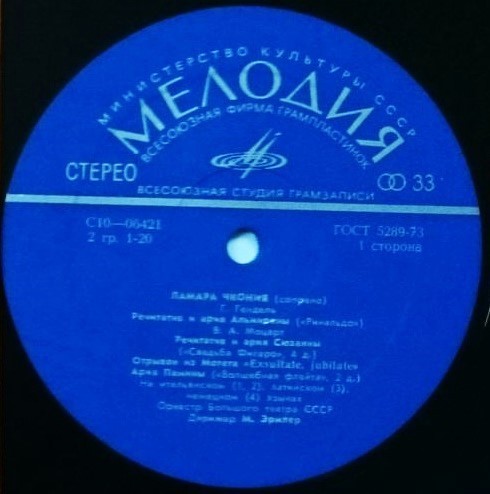 МИНИСТЕРСТВО КУЛЬТУРЫ СССР
МЕЛОДИЯ
ВСЕСОЮЗНАЯ ФИРМА ГРАМПЛАСТИНОК
СТЕРЕО
33
ВСЕСОЮЗНАЯ СТУДИЯ ГРАМЗАПИСИ
С10—06421
ГОСТ 5289-73
2 гр. 1-20
1 сторона
ЛАМАРА ЧКОНИЯ (сопрано)
Г. Гендель
Речитатив и ария Альмирены («Ринальдо»)
В. А. Моцарт
Речитатив и ария Сюзанны
(«Свадьба Фигаро», 4 д.)
Отрывки из Мотета «Exsultate, jubilate»
Ария Памины («Волшебная флейта», 2 д.)
На итальянском (1, 2), латинском (3),
немецком (4) языках
Оркестр Большого театра СССР
Дирижер М. Эрмлер